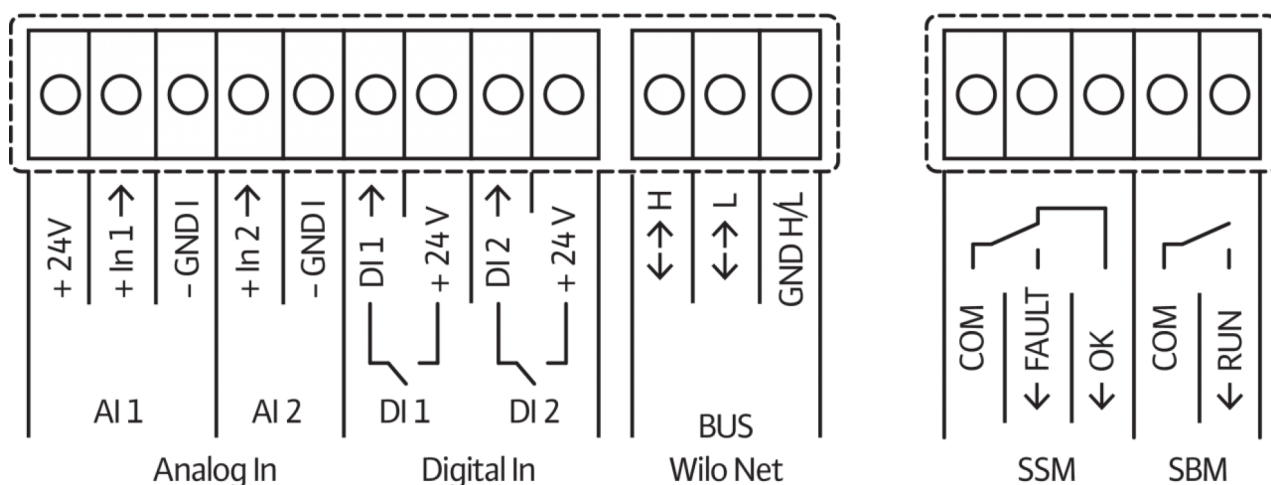 + 24V
+ In 1 →
- GND I
+ In 2 →
- GND I
DI 1 →
+ 24 V
DI 2 →
+ 24 V
↔ H
↔ L
GND H/L
COM
← FAULT
← OK
COM
← RUN
AI 1
AI 2
DI 1
DI 2
BUS
Analog In
Digital In
Wilo Net
SSM
SBM